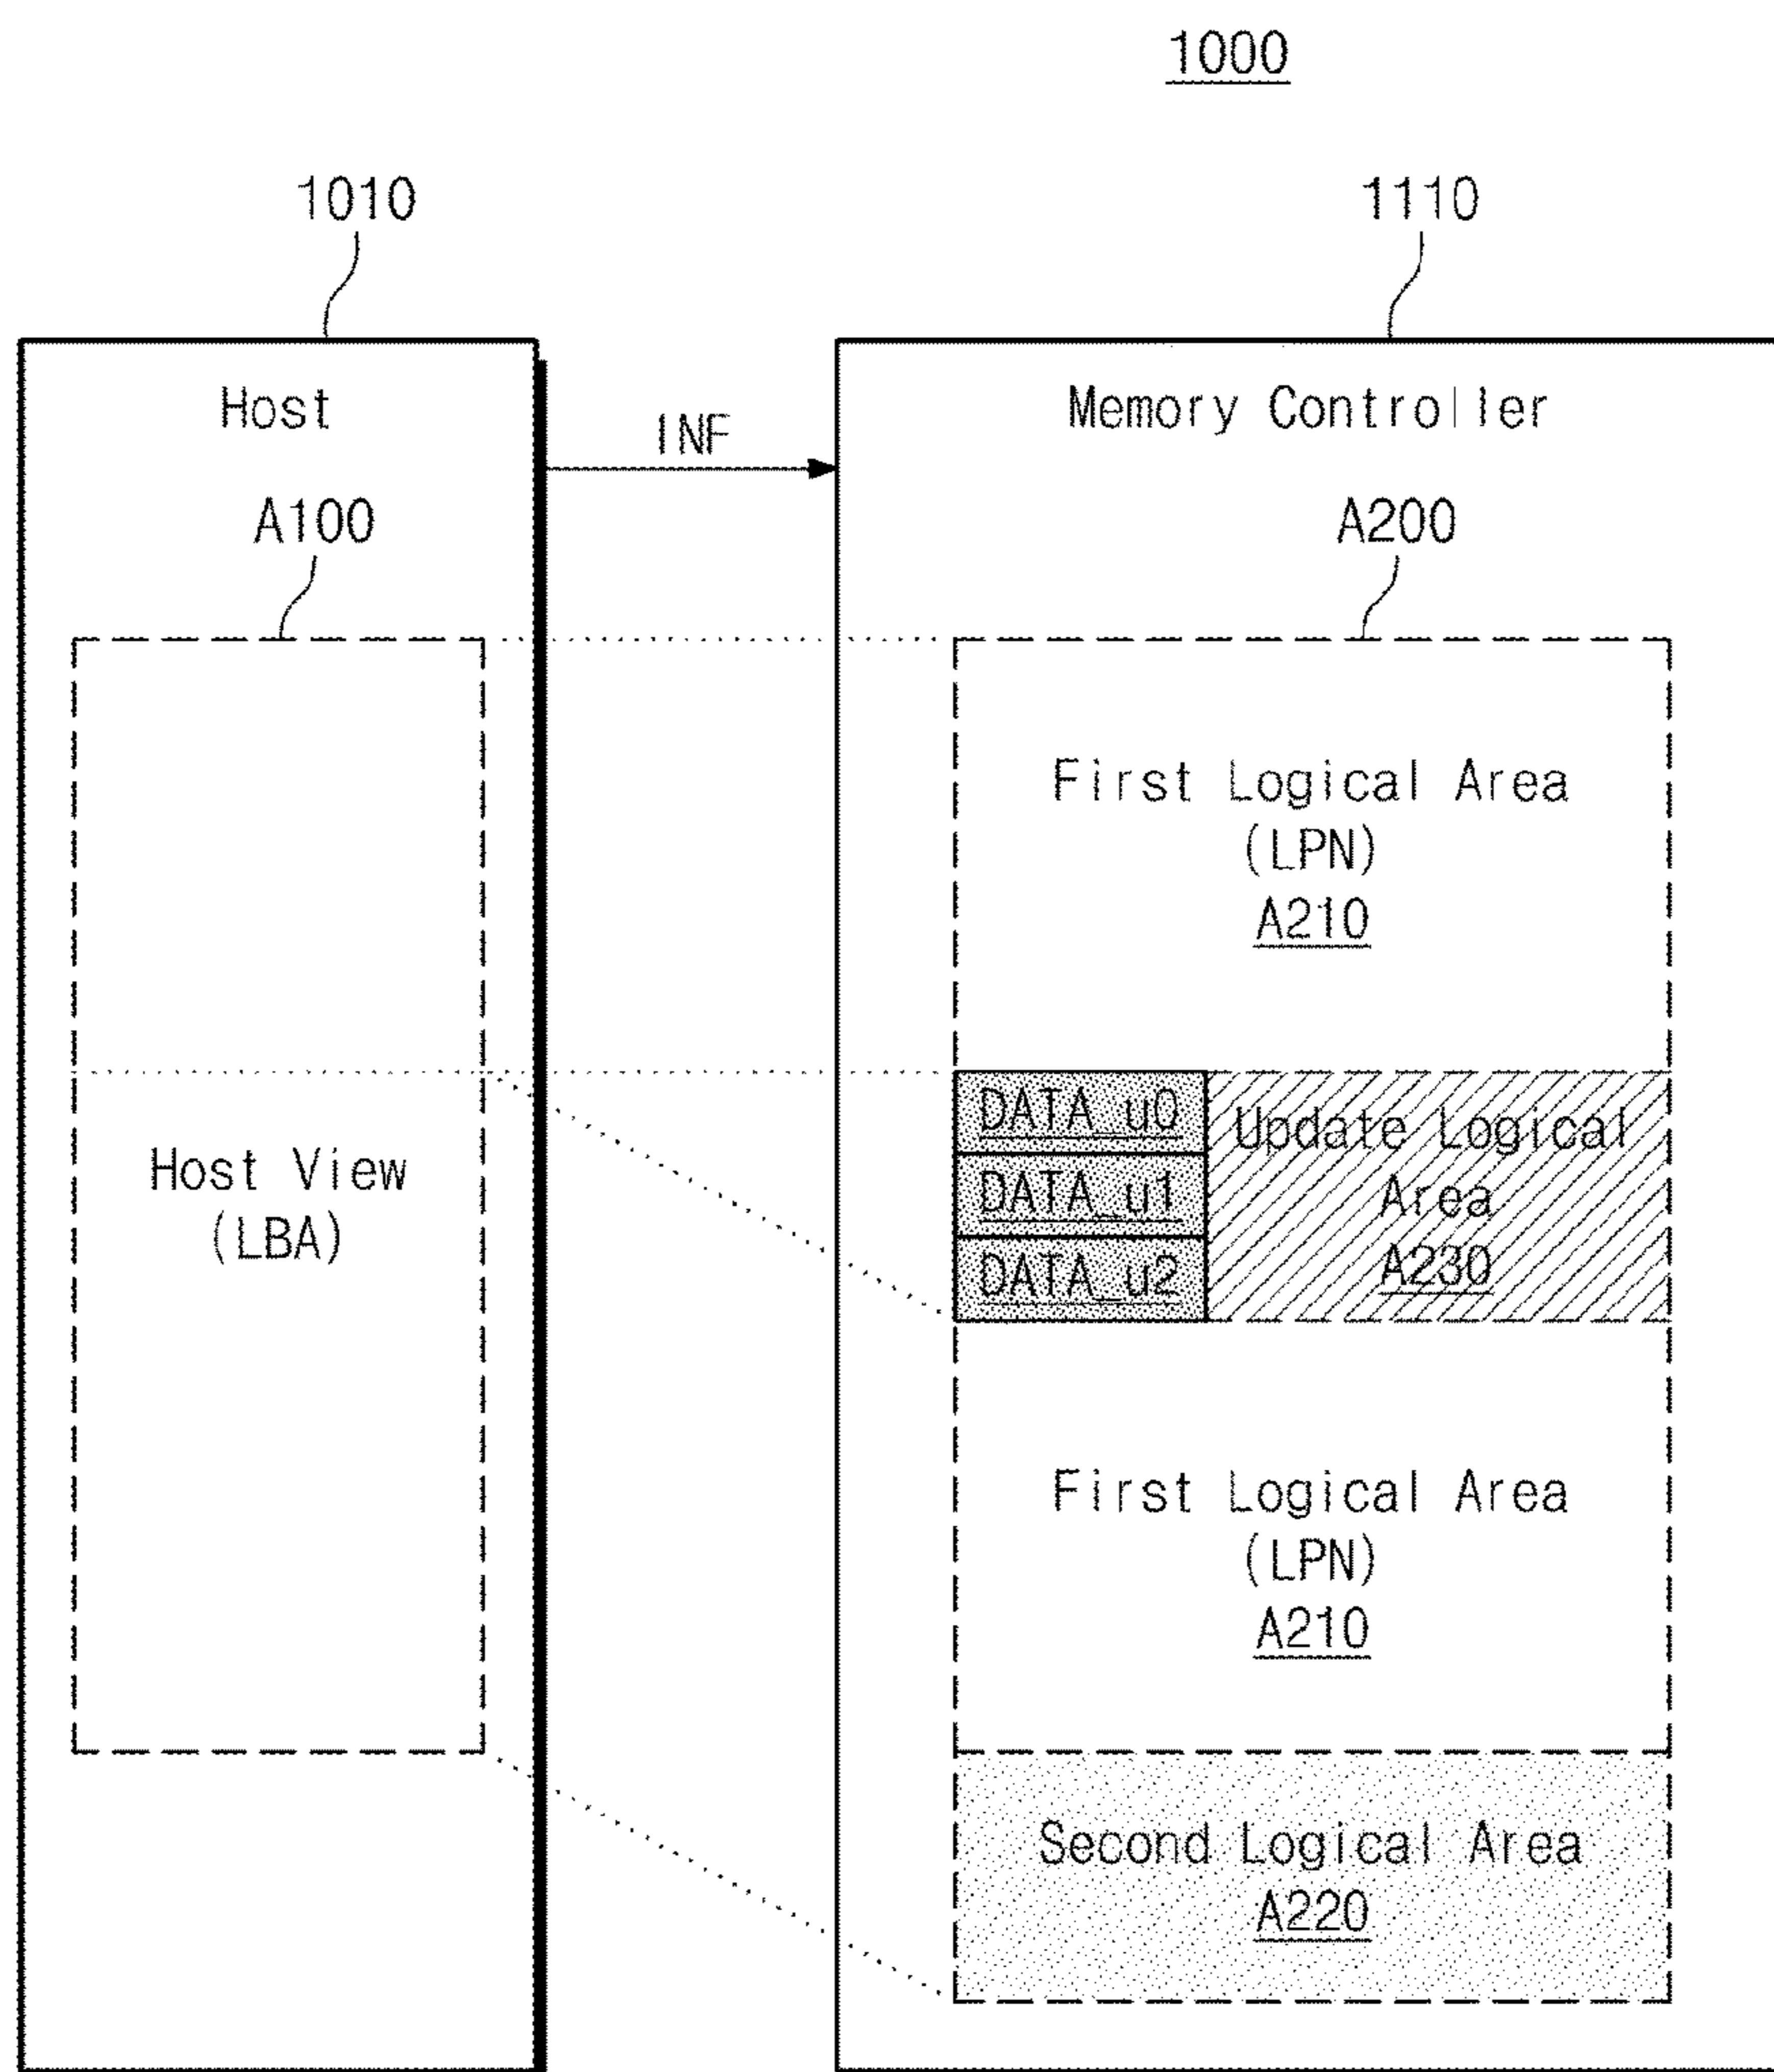 1000
1010
1110
Host
INF
Memory Controller
A100
A200
First Logical Area
(LPN)
A210
Host View
(LBA)
DATA_u0
DATA_u1
DATA_u2
Update Logical
Area
A230
First Logical Area
(LPN)
A210
Second Logical Area
A220